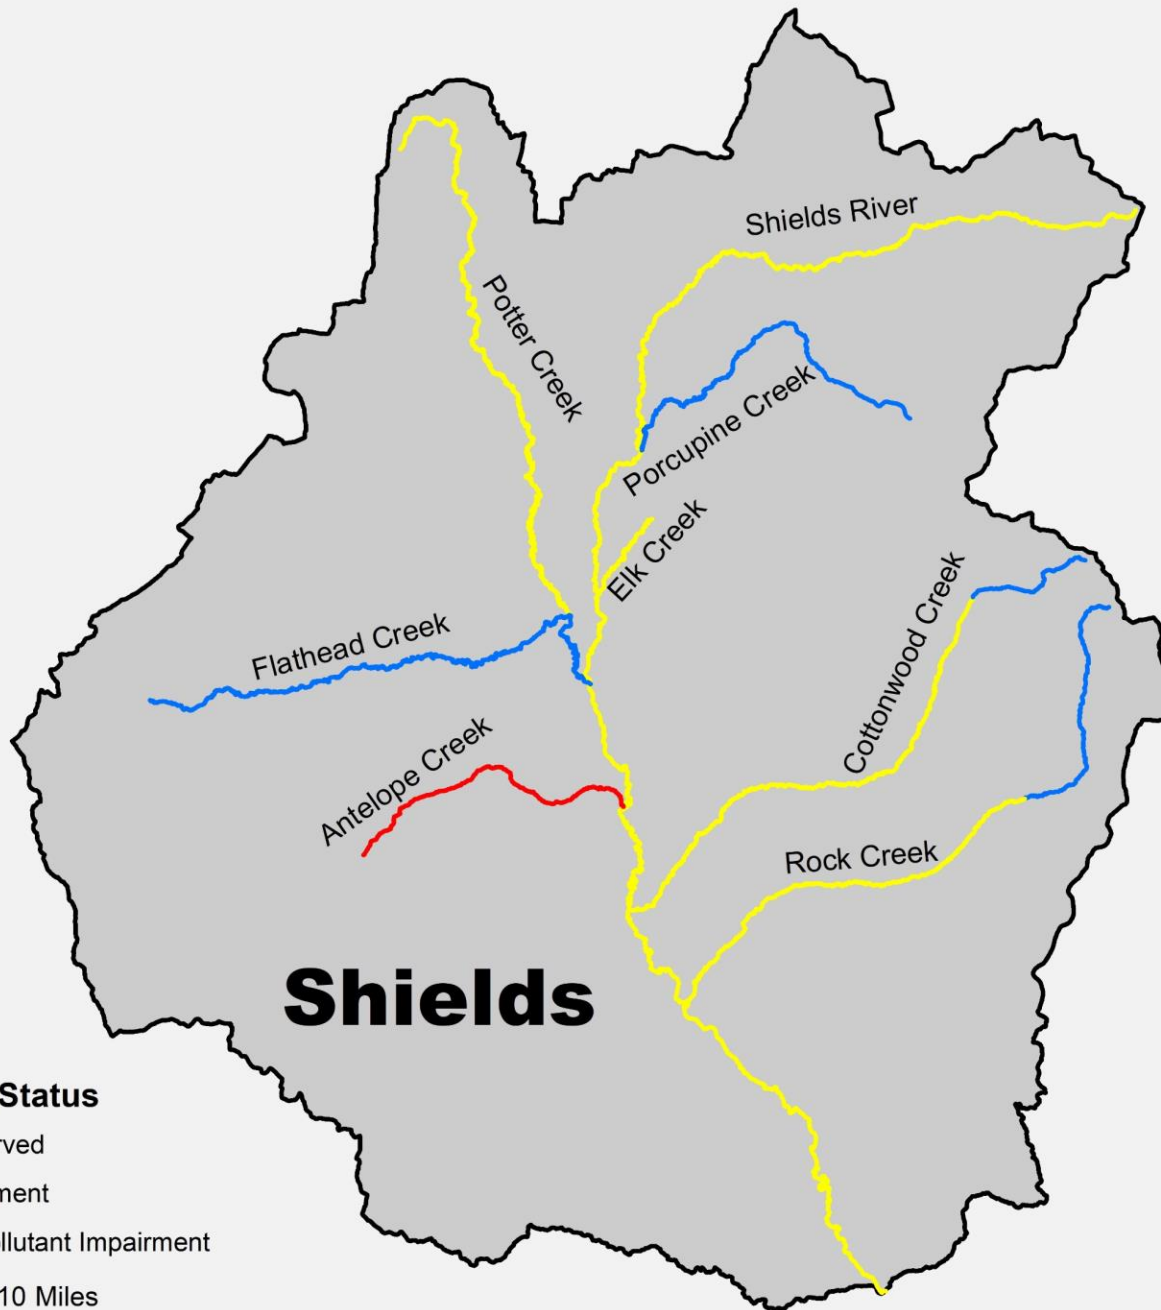 Shields River
Potter Creek
Porcupine Creek
Elk Creek
Cottonwood Creek
Flathead Creek
Antelope Creek
Rock Creek
Shields
Status
rved
ment
llutant Impairment
10 Miles